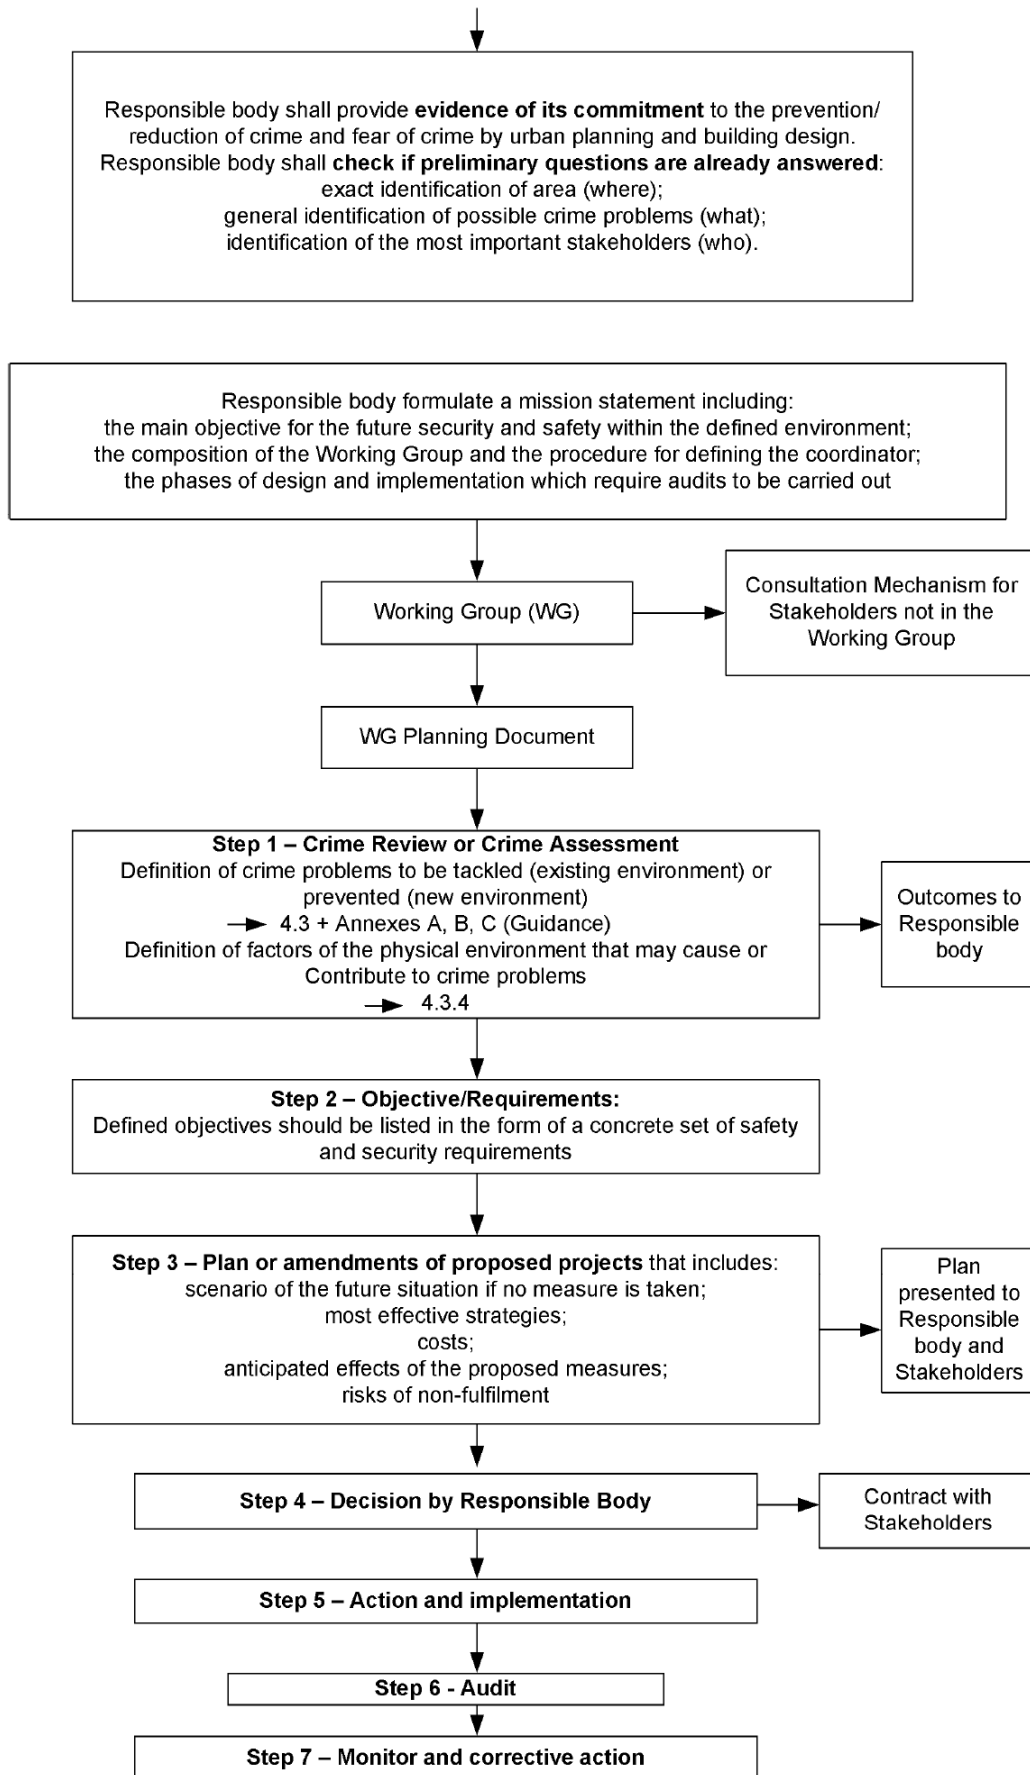 Responsible body shall provide evidence of its commitment to the prevention/
reduction of crime and fear of crime by urban planning and building design.
Responsible body shall check if preliminary questions are already answered:
exact identification of area (where);
general identification of possible crime problems (what);
identification of the most important stakeholders (who).
Responsible body formulate a mission statement including:
the main objective for the future security and safety within the defined environment;
the composition of the Working Group and the procedure for defining the coordinator;
the phases of design and implementation which require audits to be carried out
Working Group (WG)
Consultation Mechanism for
Stakeholders not in the
Working Group
WG Planning Document
Step 1 – Crime Review or Crime Assessment
Definition of crime problems to be tackled (existing environment) or
prevented (new environment)
4.3 + Annexes A, B, C (Guidance)
Definition of factors of the physical environment that may cause or
Contribute to crime problems
4.3.4
Outcomes to
Responsible
body
Step 2 – Objective/Requirements:
Defined objectives should be listed in the form of a concrete set of safety
and security requirements
Step 3 – Plan or amendments of proposed projects that includes:
scenario of the future situation if no measure is taken;
most effective strategies;
costs;
anticipated effects of the proposed measures;
risks of non-fulfilment
Plan
presented to
Responsible
body and
Stakeholders
Step 4 – Decision by Responsible Body
Contract with
Stakeholders
Step 5 – Action and implementation
Step 6 - Audit
Step 7 – Monitor and corrective action